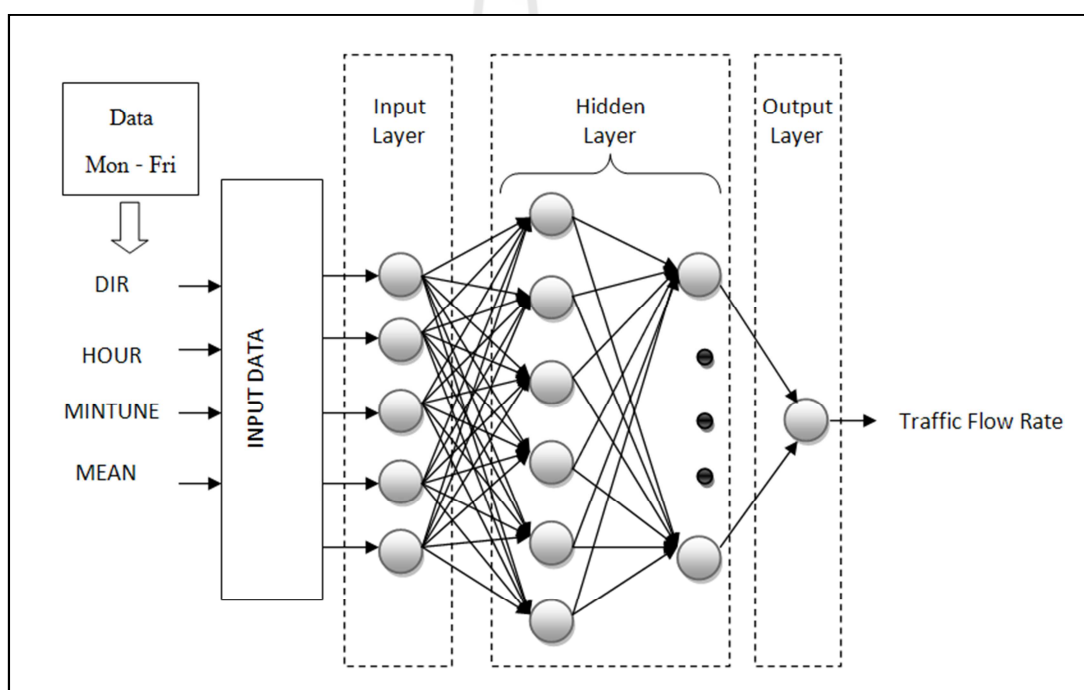 Data
Mon - Fri
DIR
HOUR
MINTUNE
MEAN
INPUT DATA
Input
Layer
Hidden
Layer
Output
Layer
Traffic Flow Rate